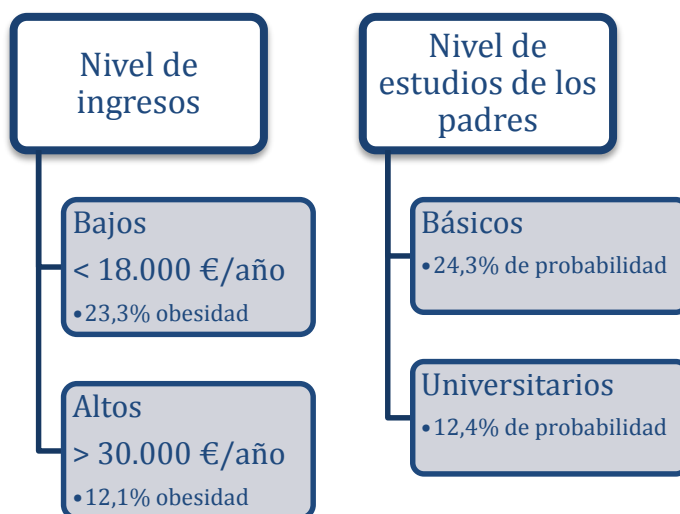 Nivel de
ingresos
Bajos
< 18.000 €/año
•23,3% obesidad
Altos
> 30.000 €/año
•12,1% obesidad
Nivel de
estudios de los
padres
Básicos
•24,3% de probabilidad
Universitarios
•12,4% de probabilidad